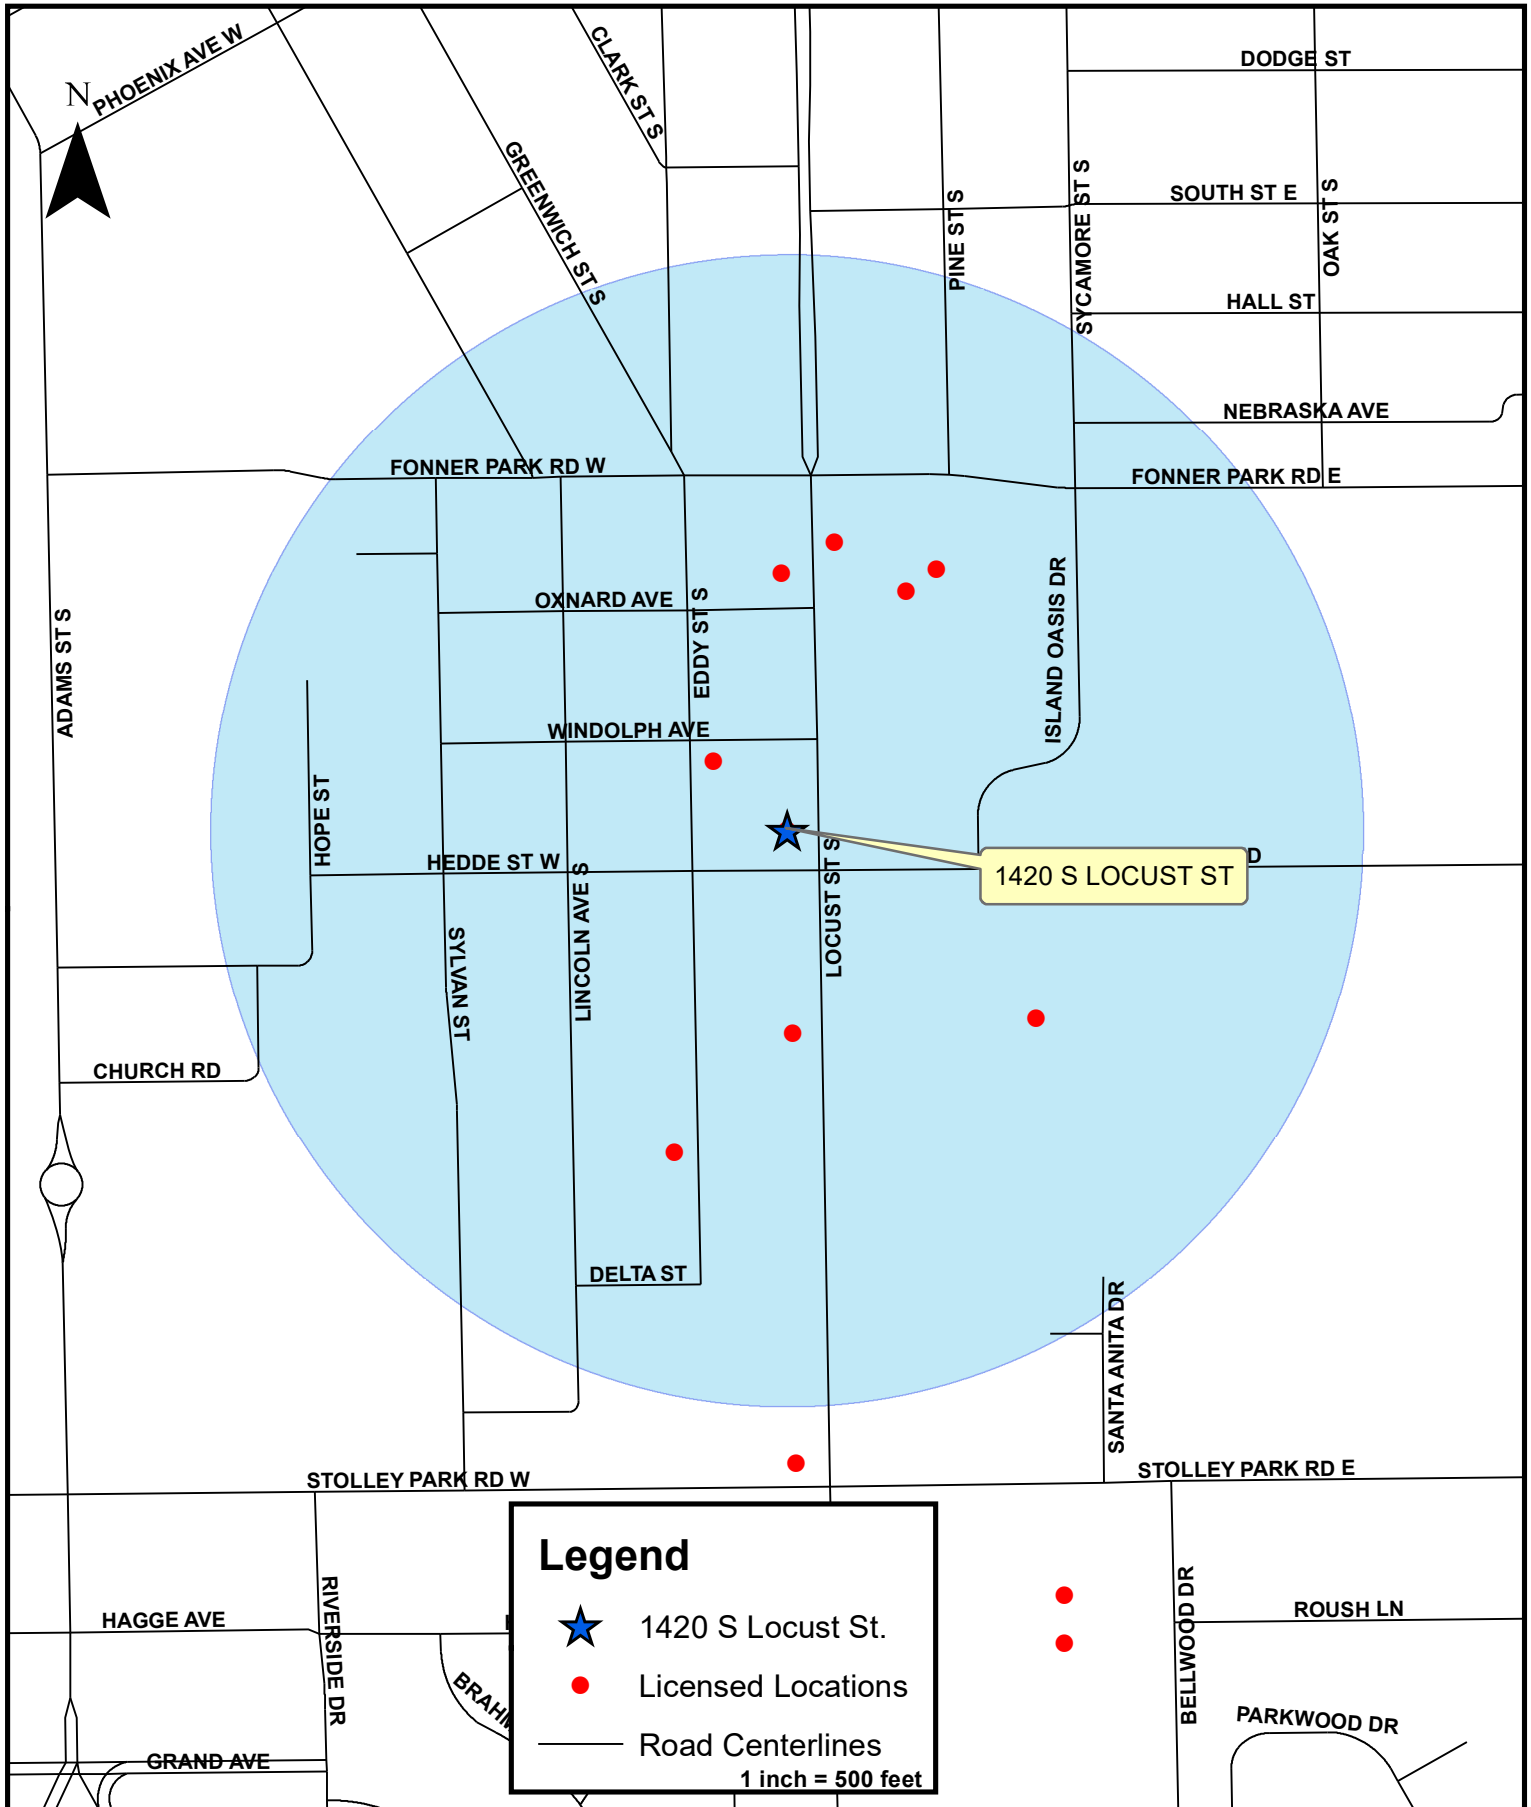 PHOENIX AVE W
CLARK ST S
DODGE ST
N
GREENWICH ST S
PINE ST S
SYCAMORE ST S
SOUTH ST E
OAK ST S
HALL ST
NEBRASKA AVE
FONNER PARK RD W
FONNER PARK RD E
OXNARD AVE
EDDY ST S
ISLAND OASIS DR
ADAMS ST S
WINDOLPH AVE
HOPE ST
HEDDE ST W
D
1420 S LOCUST ST
LOCUST S
LINCOLN AVE S
SYLVAN ST
CHURCH RD
DELTA ST
SANTA ANITA DR
STOLLEY PARK RD W
STOLLEY PARK RD E
Legend
1420 S Locust St.
Licensed Locations
Road Centerlines
1 inch = 500 feet
HAGGE AVE
RIVERSIDE DR
BELLWOOD DR
ROUSH LN
PARKWOOD DR
GRAND AVE